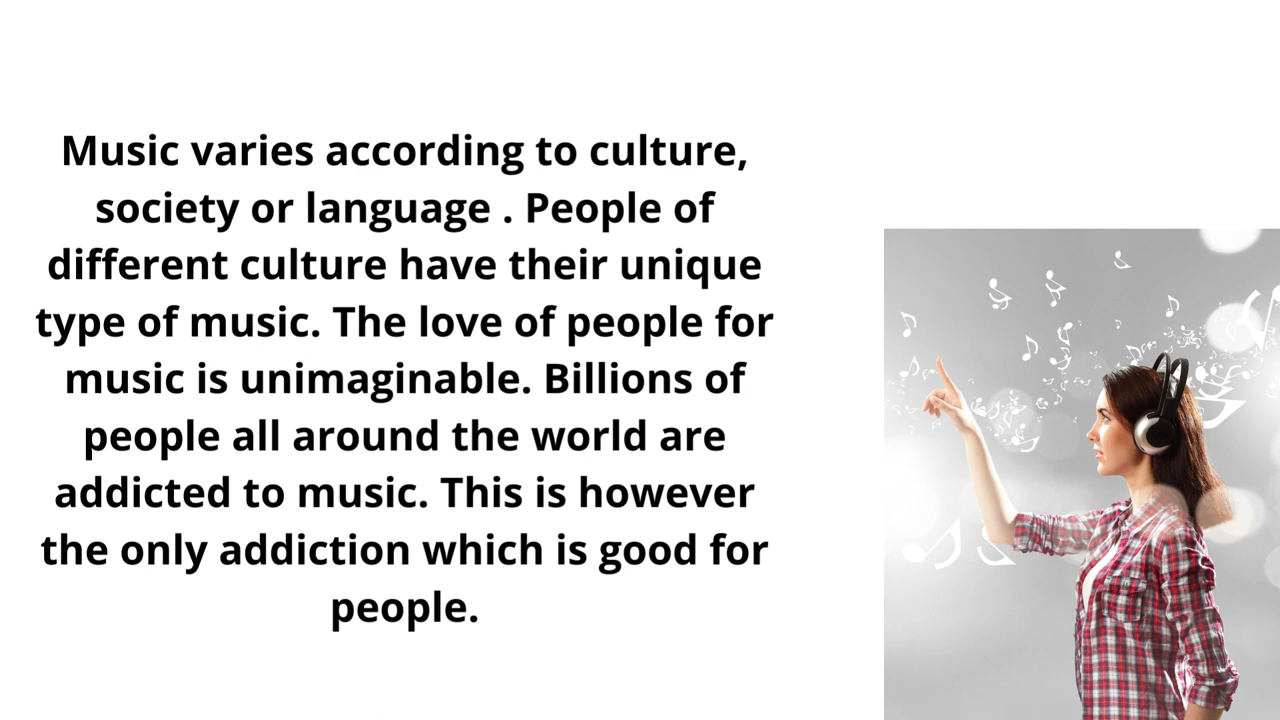 Music varies according to culture,
society or language . People of
different culture have their unique
type of music. The love of people for
music is unimaginable. Billions of
people all around the world are
addicted to music. This is however
the only addiction which is good for
people.